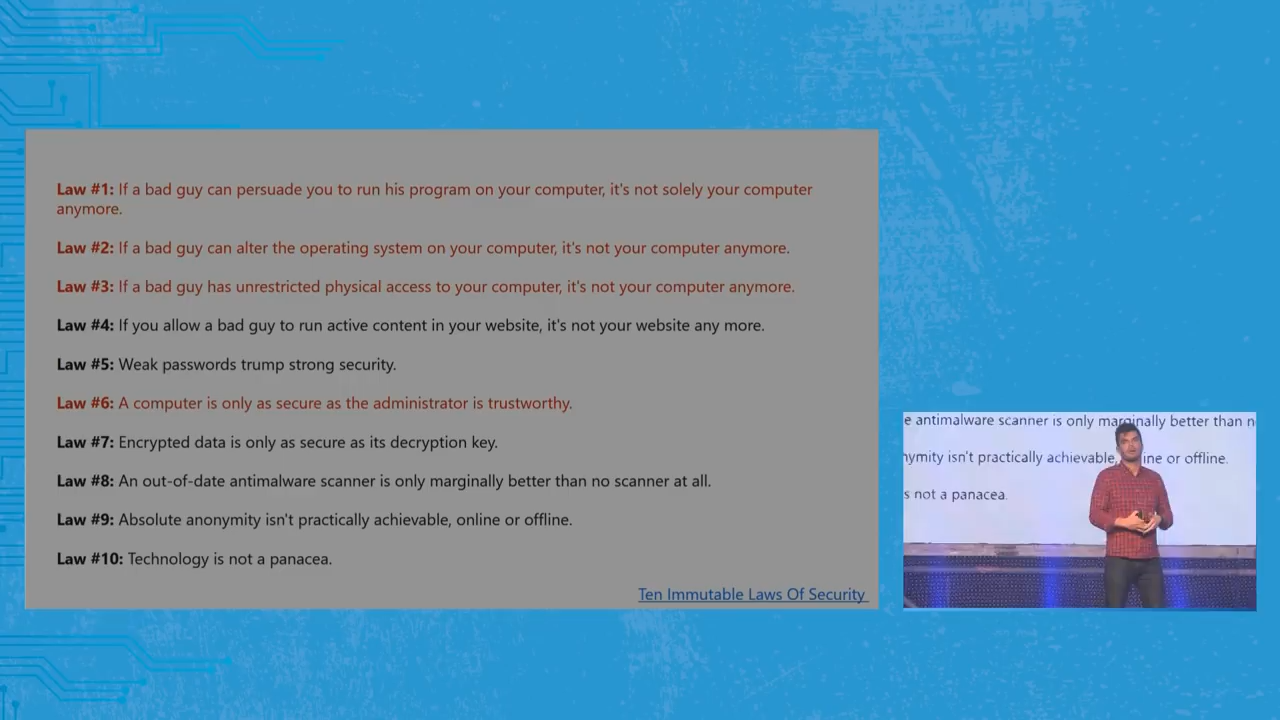 Law #1: If a bad guy can persuade you to run his program on your computer, it's not solely your computer
anymore.
Law #2: If a bad guy can alter the operating system on your computer, it's not your computer anymore.
Law #3: If a bad guy has unrestricted physical access to your computer, it's not your computer anymore.
Law #4: If you allow a bad guy to run active content in your website, it's not your website any more.
Law #5: Weak passwords trump strong security.
Law #6: A computer is only as secure as the administrator is trustworthy.
Law #7: Encrypted data is only as secure as its decryption key.
Law #8: An out-of-date antimalware scanner is only marginally better than no scanner at all.
Law #9: Absolute anonymity isn't practically achievable, online or offline.
Law #10: Technology is not a panacea.
Ten Immutable Laws Of Security
e antimalware scanner is only marginally better than n
nymity isn't practically achievable, line or offline.
s not a panacea.